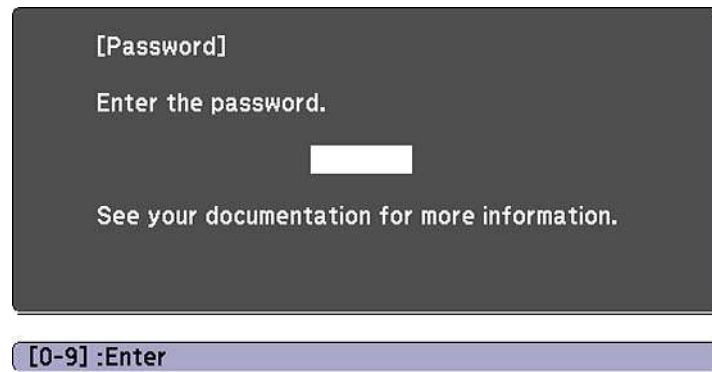 [Password]
Enter the password.
See your documentation for more information.
[0-9] :Enter